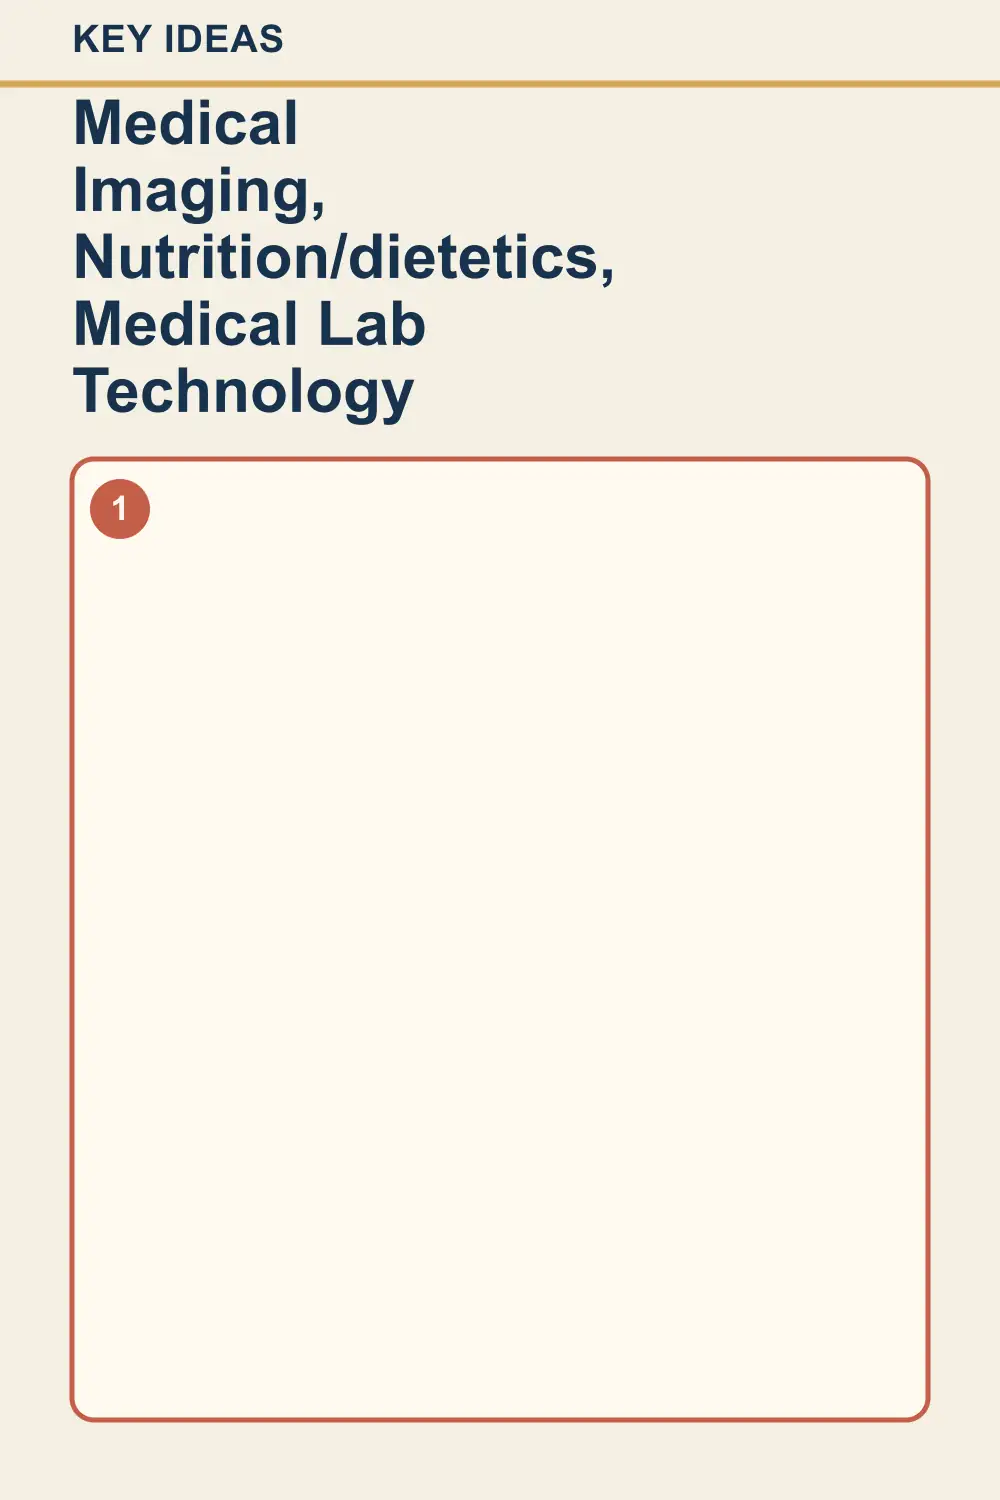 KEY IDEAS
Medical
Imaging,
Nutrition/dietetics,
Medical Lab
Technology
1